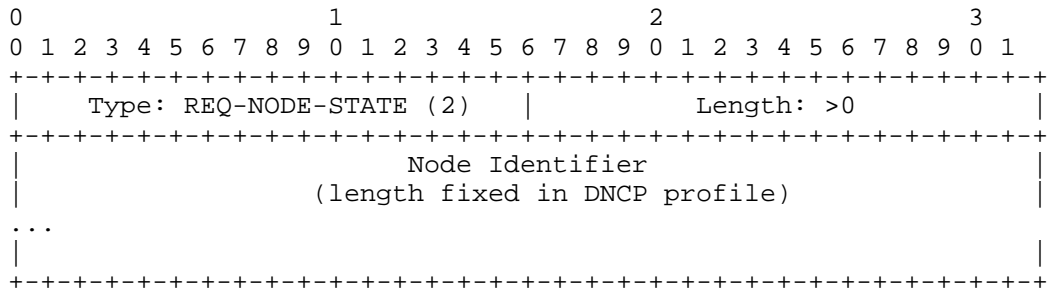 0                   1                   2                   3
0 1 2 3 4 5 6 7 8 9 0 1 2 3 4 5 6 7 8 9 0 1 2 3 4 5 6 7 8 9 0 1
+-+-+-+-+-+-+-+-+-+-+-+-+-+-+-+-+-+-+-+-+-+-+-+-+-+-+-+-+-+-+-+-+
|    Type: REQ-NODE-STATE (2)   |          Length: >0           |
+-+-+-+-+-+-+-+-+-+-+-+-+-+-+-+-+-+-+-+-+-+-+-+-+-+-+-+-+-+-+-+-+
|                        Node Identifier                        |
|                  (length fixed in DNCP profile)               |
...
|                                                               |
+-+-+-+-+-+-+-+-+-+-+-+-+-+-+-+-+-+-+-+-+-+-+-+-+-+-+-+-+-+-+-+-+